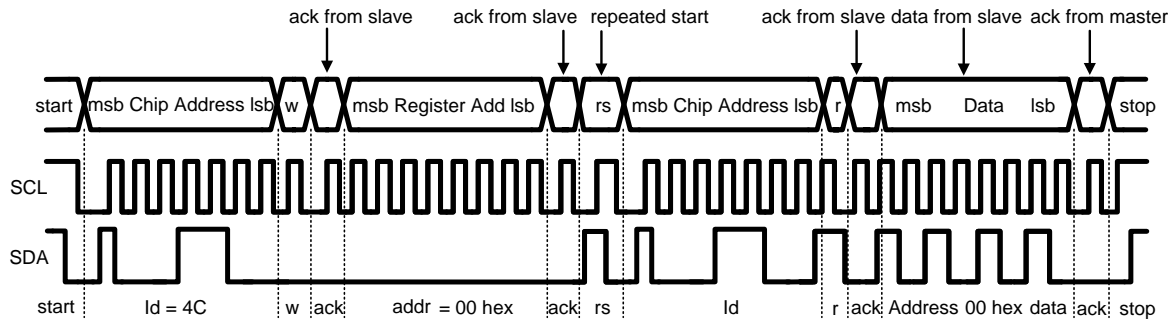 ack from slave ack from slave repeated start ack from slave data from slave ack from master
start msb Chip Address lsb w msb Register Add lsb rs msb Chip Address lsb r msb Data lsb stop
SCL
SDA
start Id = 4C w ack addr = 00 hex ack rs Id r ack Address 00 hex data ack stop